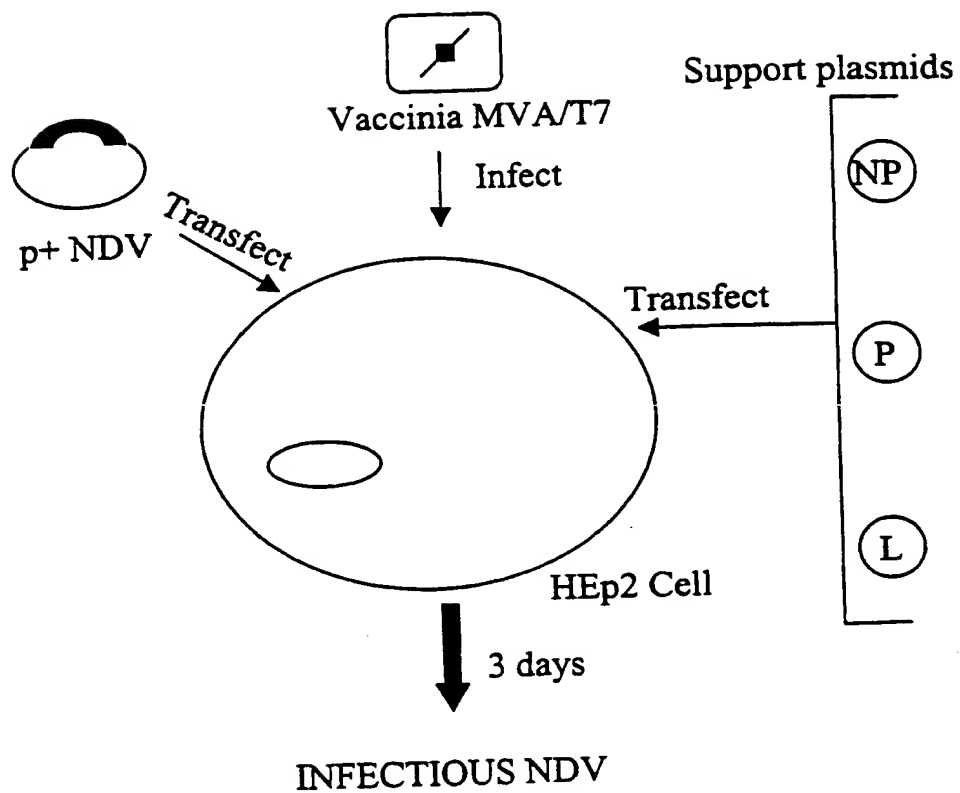 Support plasmids
Vaccinia MVA/T7
Infect
NP
Transfect
p+ NDV
Transfect
P
L
HEp2 Cell
3 days
INFECTIOUS NDV